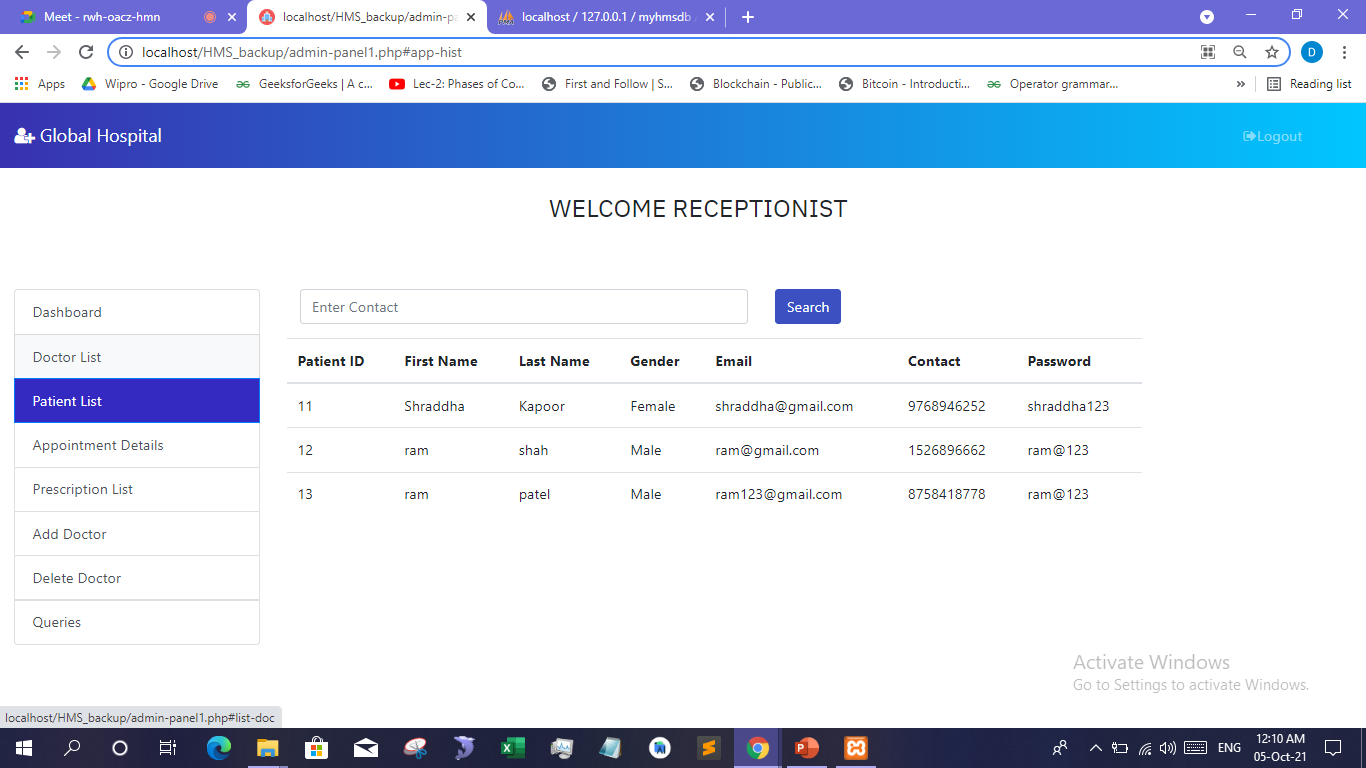 Meet - rwh-oacz-hmn
localhost/HMS_backup/admin-pa
localhost / 127.0.0.1 / myhmsdb
localhost/HMS_backup/admin-panel1.php#app-hist
D
Apps
Wipro - Google Drive
GeeksforGeeks | A c...
Lec-2: Phases of Co...
First and Follow | S...
Blockchain - Public...
Bitcoin - Introducti...
Operator grammar...
»
Reading list
Global Hospital
Logout
WELCOME RECEPTIONIST
Dashboard
Doctor List
Patient List
Appointment Details
Prescription List
Add Doctor
Delete Doctor
Queries
Enter Contact
Search
Patient ID First Name Last Name Gender Email Contact Password
11 Shraddha Kapoor Female shraddha@gmail.com 9768946252 shraddha123
12 ram shah Male ram@gmail.com 1526896662 ram@123
13 ram patel Male ram123@gmail.com 8758418778 ram@123
Activate Windows
Go to Settings to activate Windows.
localhost/HMS_backup/admin-panel1.php#list-doc
ENG
12:10 AM
05-Oct-21